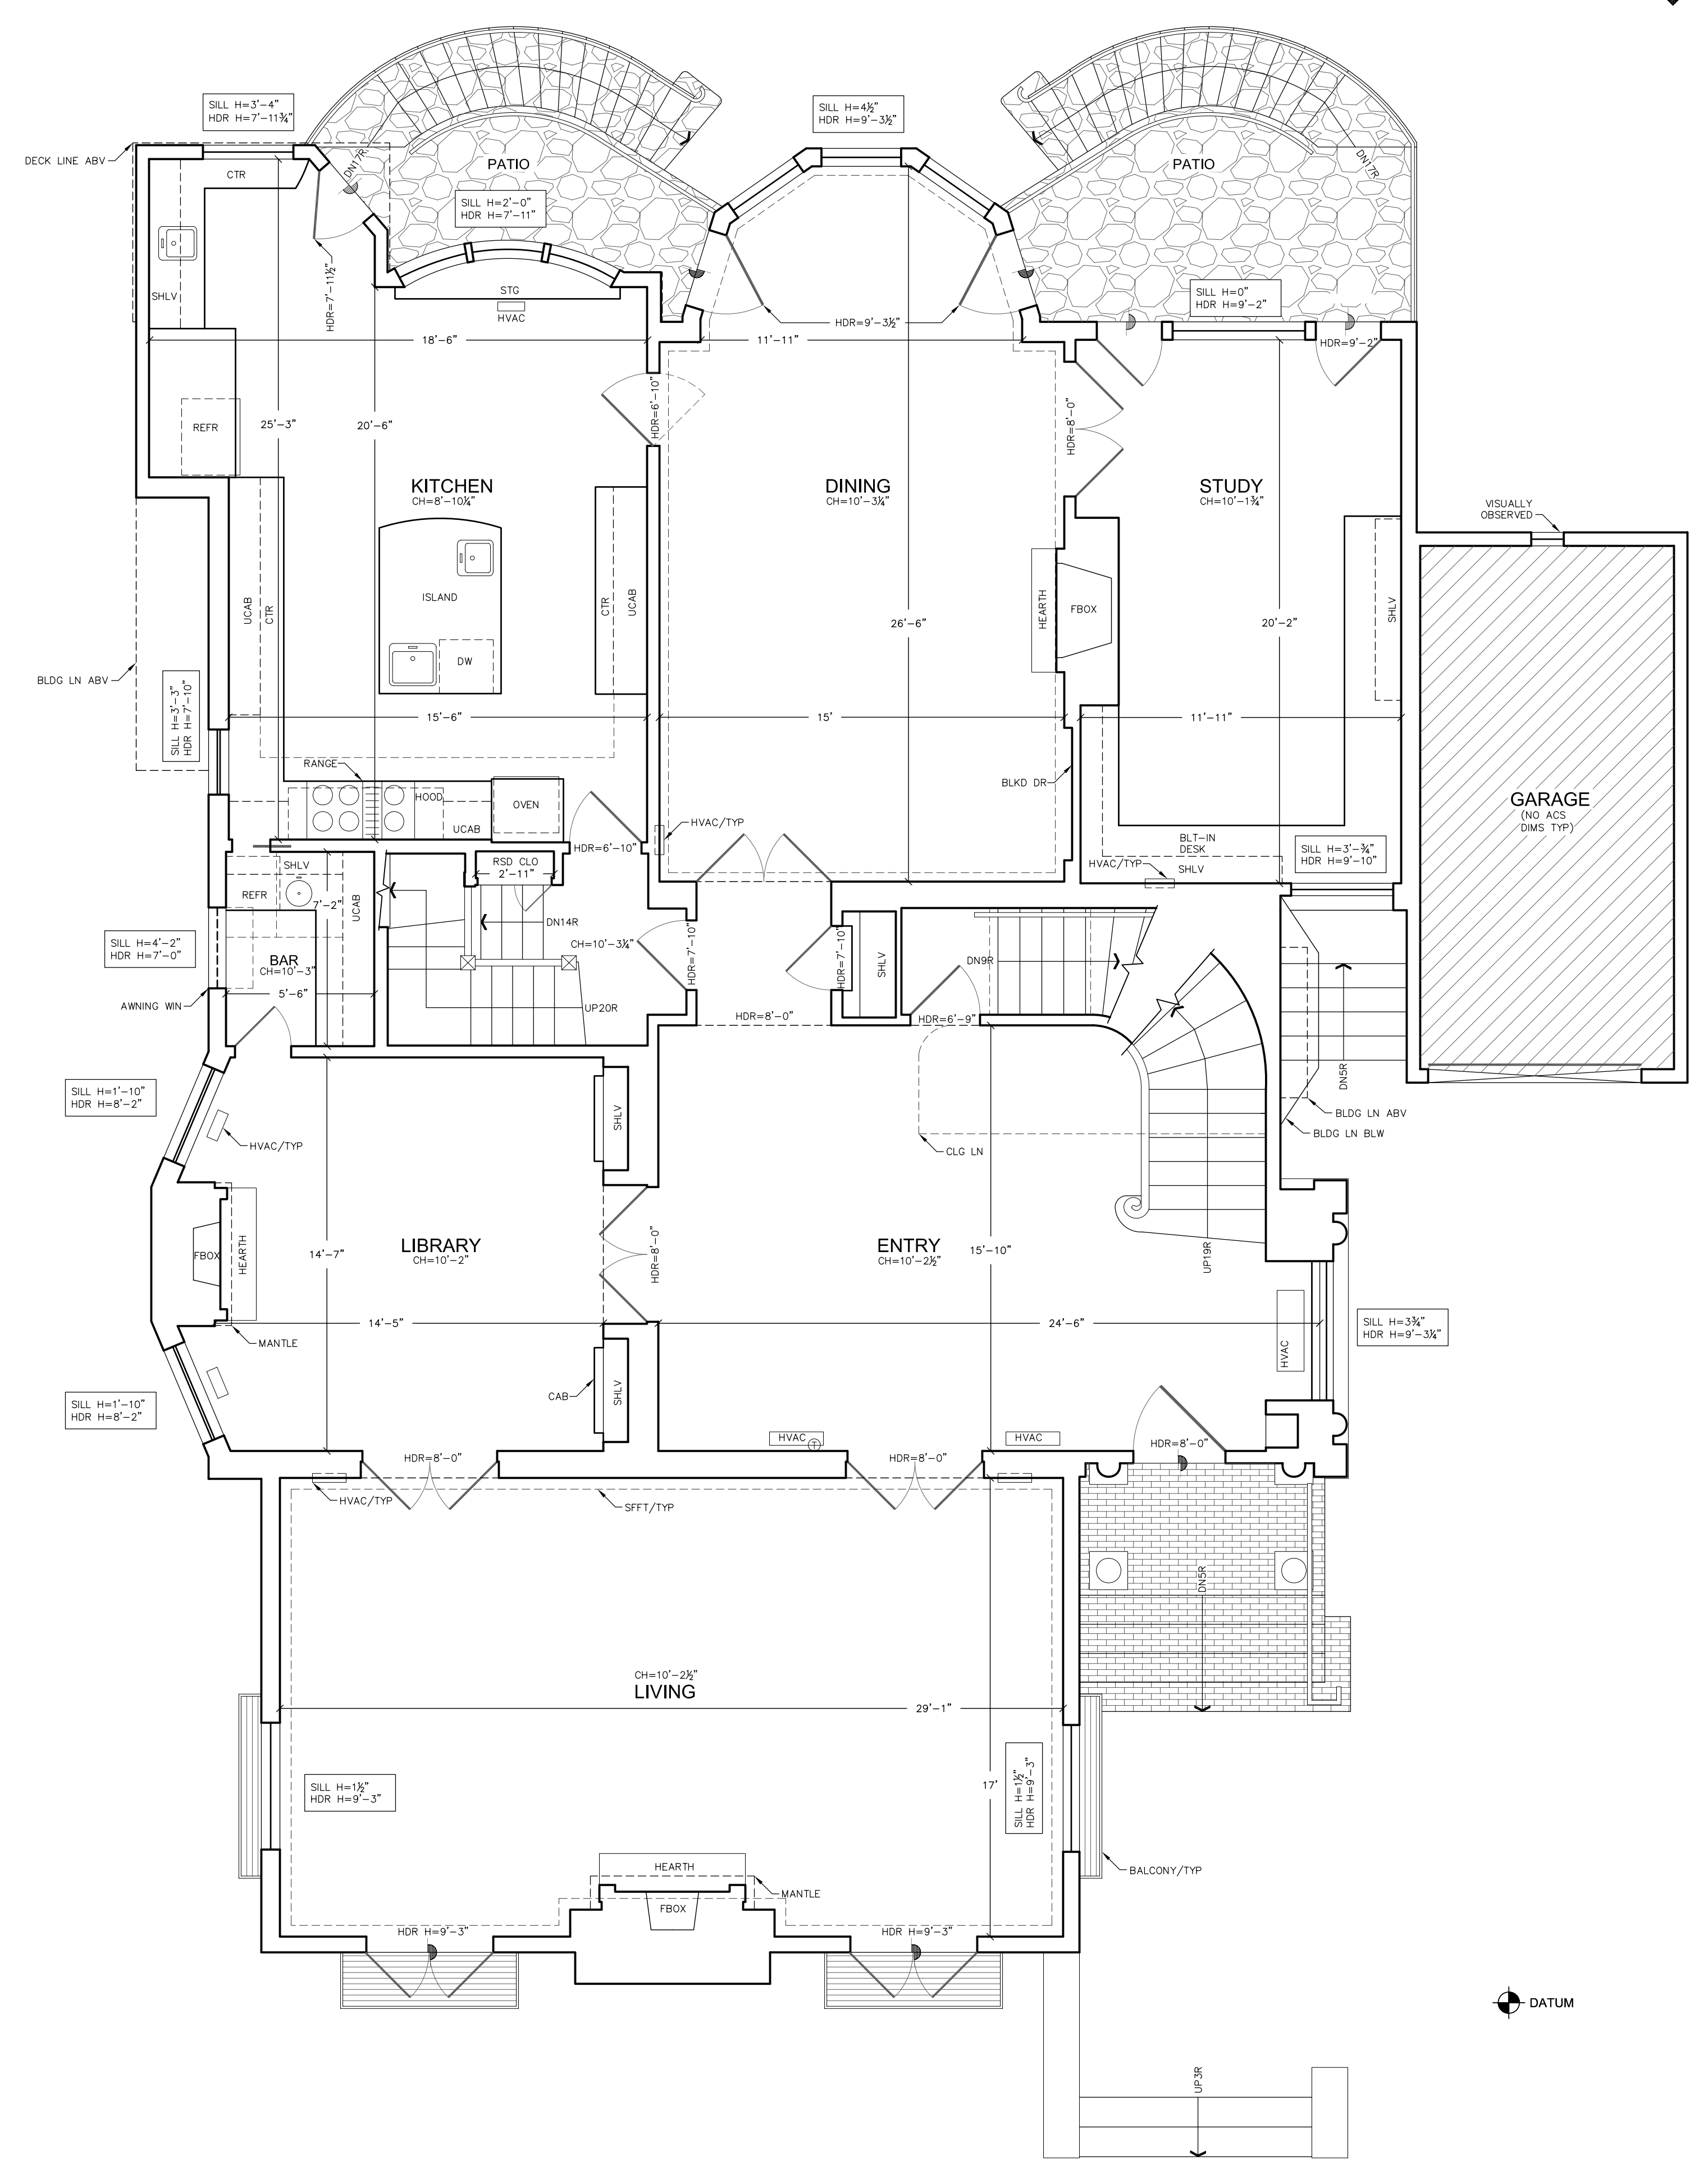 SILL H=3'-4"
HDR H=7'-11¾"
SILL H=4½"
HDR H=9'-3½"
DECK LINE ABV
CTR
DN17R
PATIO
PATIO
DN17R
SILL H=2'-0"
HDR H=7'-11"
SHLV
HDR=7'-11½"
STG
HVAC
SILL H=0"
HDR H=9'-2"
18'-6"
HDR=9'-3½"
11'-11"
HDR=9'-2"
REFR
25'-3"
20'-6"
HDR=6'-10"
HDR=8'-0"
KITCHEN
CH=8'-10¼"
DINING
CH=10'-3¼"
STUDY
CH=10'-1¾"
VISUALLY
OBSERVED
UCAB
CTR
ISLAND
DW
CTR
UCAB
26'-6"
HEARTH
FBOX
20'-2"
SHLV
BLDG LN ABV
SILL H=3'-3"
HDR H=7'-10"
15'-6"
15'
11'-11"
RANGE
HOOD
UCAB
OVEN
BLKD DR
GARAGE
(NO ACS
DIMS TYP)
HVAC/TYP
HDR=6'-10"
BLT-IN
DESK
SHLV
HVAC/TYP
SILL H=3'-¾"
HDR H=9'-10"
SHLV
REFR
7'-2"
UCAB
RSD CLO
2'-11"
DN14R
CH=10'-3¼"
HDR=7'-10"
HDR=7'-10"
SHLV
DN9R
SILL H=4'-2"
HDR H=7'-0"
BAR
CH=10'-3"
5'-6"
AWNING WIN
UP20R
HDR=8'-0"
HDR=6'-9"
DN5R
SILL H=1'-10"
HDR H=8'-2"
HVAC/TYP
SHLV
CLG LN
BLDG LN ABV
BLDG LN BLW
FBOX
HEARTH
14'-7"
LIBRARY
CH=10'-2"
HDR=8'-0"
ENTRY
CH=10'-2½"
15'-10"
UP19R
MANTLE
14'-5"
24'-6"
HVAC
SILL H=3¾"
HDR H=9'-3¼"
SILL H=1'-10"
HDR H=8'-2"
CAB
SHLV
HVAC
T
HVAC
HDR=8'-0"
HDR=8'-0"
HDR=8'-0"
HVAC/TYP
SFFT/TYP
DN5R
CH=10'-2½"
LIVING
29'-1"
SILL H=1½"
HDR H=9'-3"
17'
SILL H=1½"
HDR H=9'-3"
HEARTH
MANTLE
FBOX
BALCONY/TYP
HDR H=9'-3"
HDR H=9'-3"
DATUM
UP3R